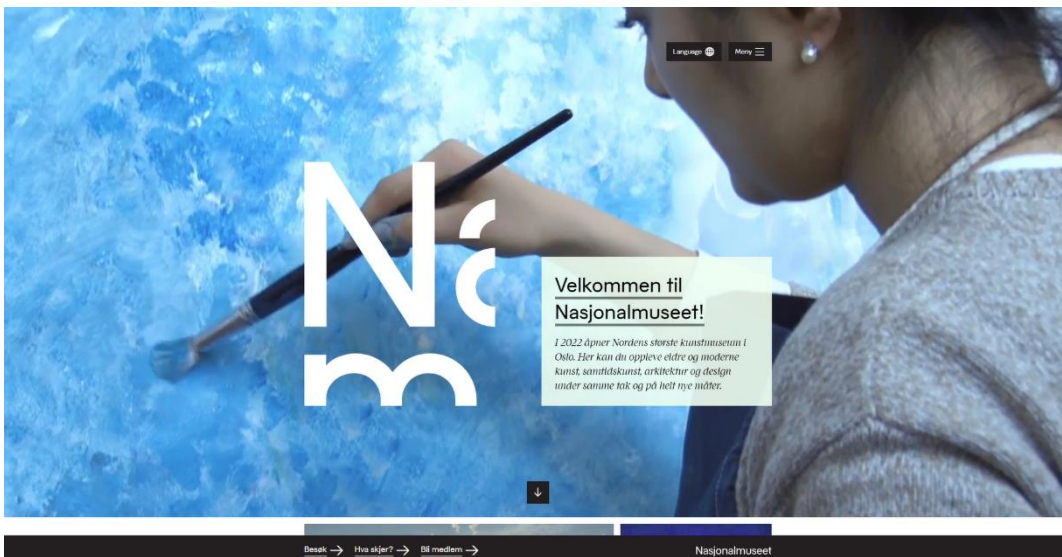 Language
Meny
Na
m
Velkommen til
Nasjonalmuseet!
I 2022 åpner Nordens største kunstmuseum i
Oslo. Her kan du oppleve eldre og moderne
kunst, samtidskunst, arkitektur og design
under samme tak og på helt nye måter.
Besøk → Hva skjer? → Bli medlem →
Nasjonalmuseet